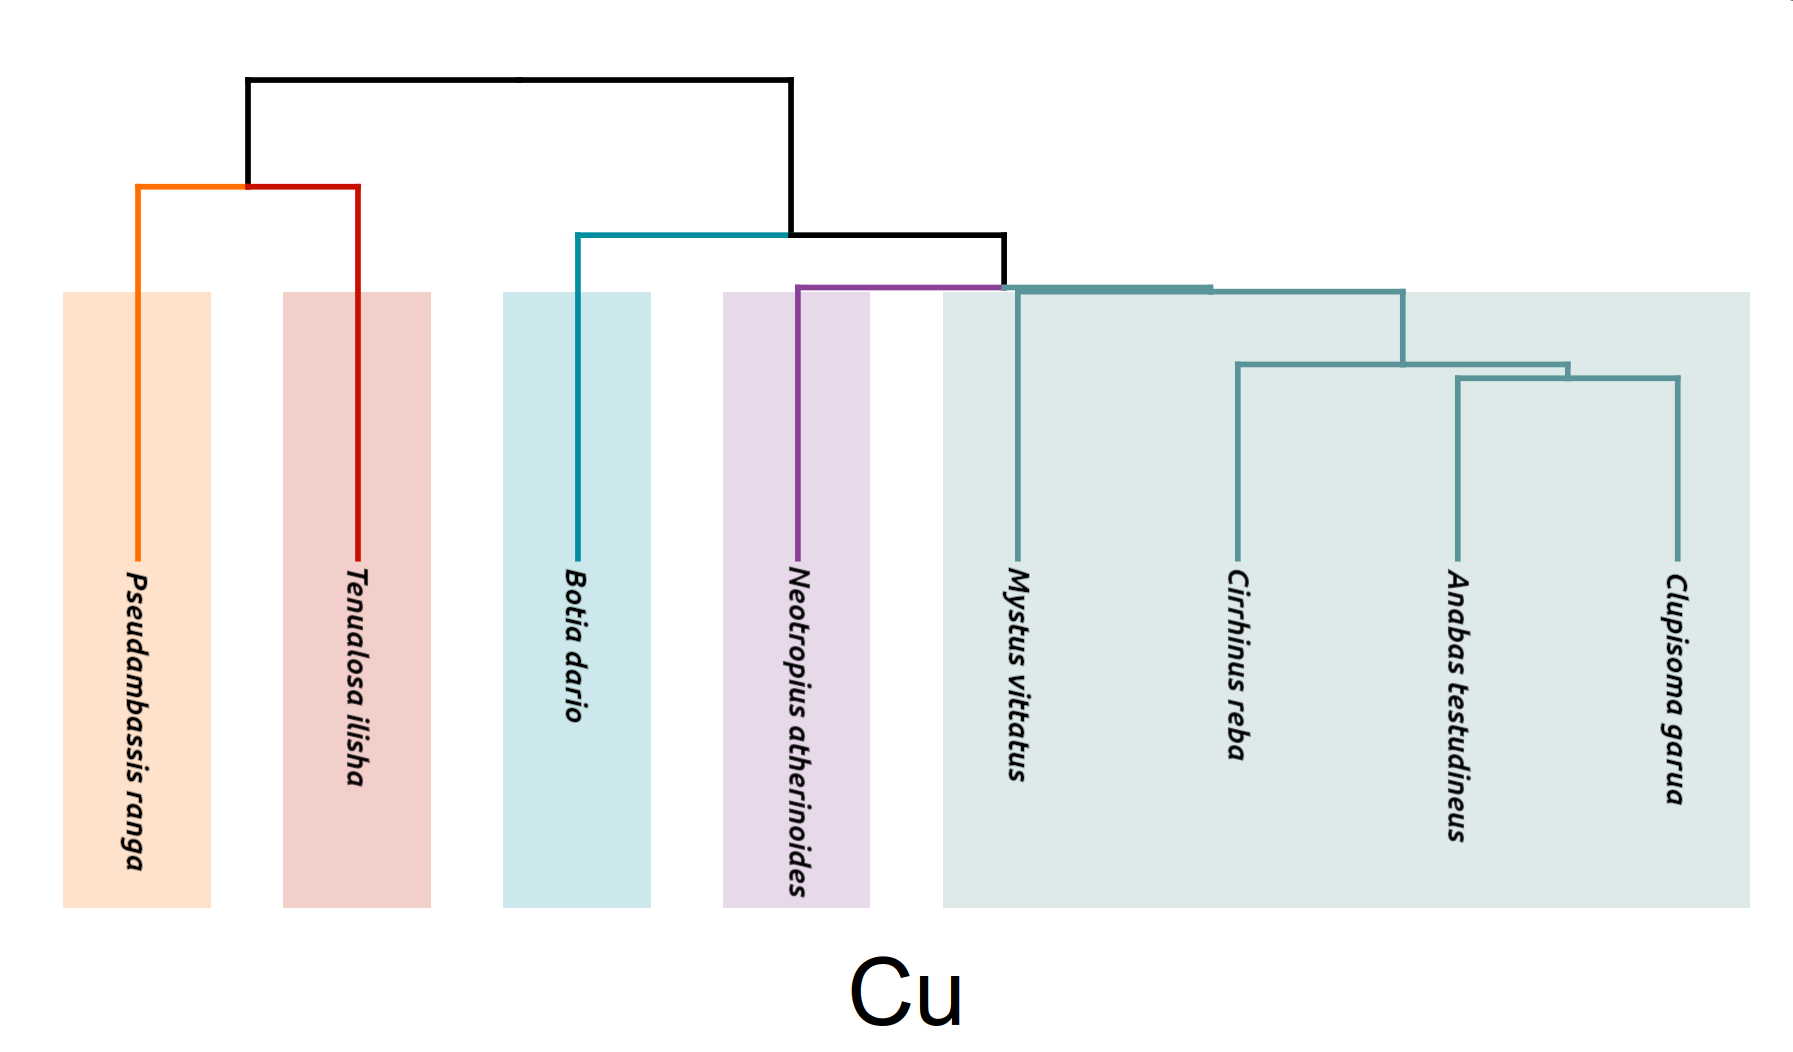 Pseudambassis ranga
Tenualosa ilisha
Botia dario
Neotropius atherinoides
Mystus vittatus
Cirrhinus reba
Anabas testudineus
Clupisoma garua
Cu